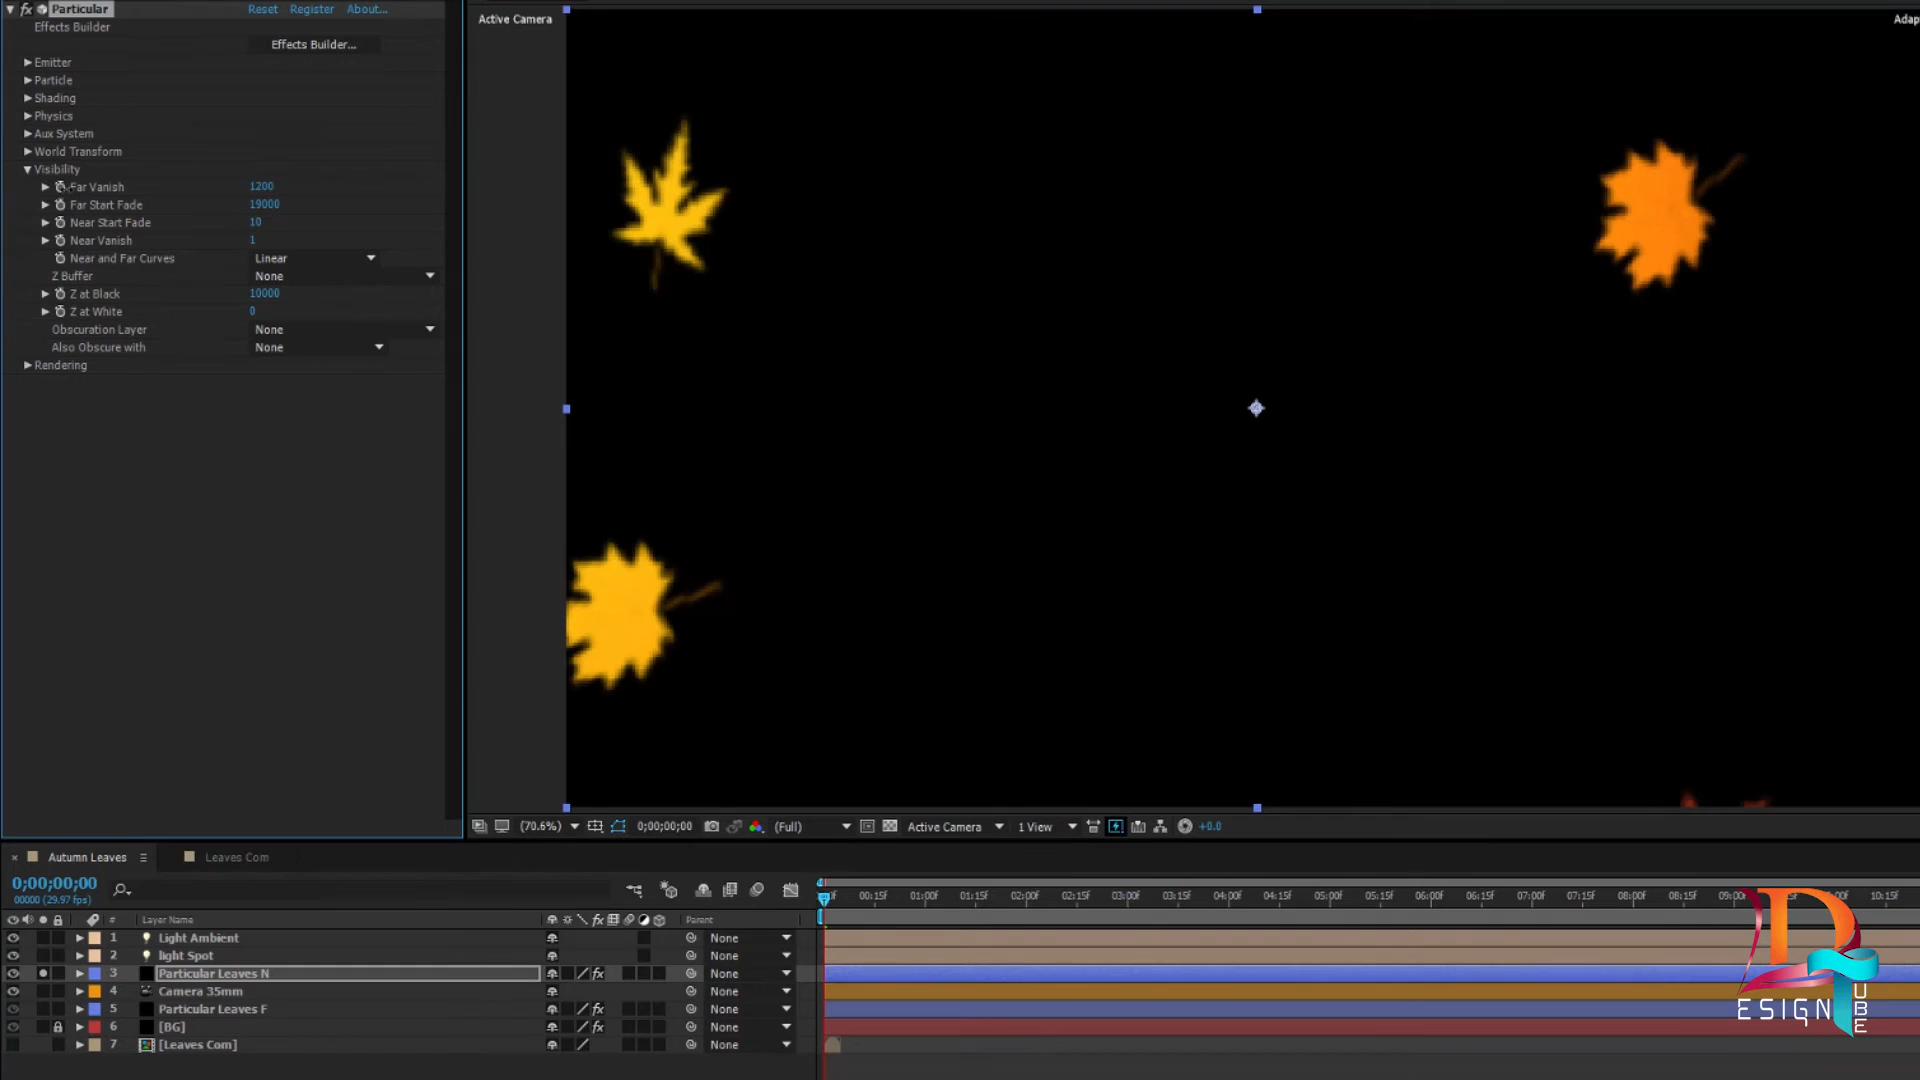 fx Particular Reset Register About...
Effects Builder
Effects Builder...
Emitter
Particle
Shading
Physics
Aux System
World Transform
Visibility
Far Vanish 1200
Far Start Fade 19000
Near Start Fade 10
Near Vanish 1
Near and Far Curves Linear
Z Buffer None
Z at Black 10000
Z at White 0
Obscuration Layer None
Also Obscure with None
Rendering
Active Camera
Adap
(70.6%) 0;00;00;00 (Full) Active Camera 1 View +0.0
× Autumn Leaves Leaves Com
0;00;00;00
00000 (29.97 fps)
00:15f 01:00f 01:15f 02:00f 02:15f 03:00f 03:15f 04:00f 04:15f 05:00f 05:15f 06:00f 06:15f 07:00f 07:15f 08:00f 08:15f 09:00f 10:15f
# Layer Name fx Parent
1 Light Ambient None
2 light Spot None
3 Particular Leaves N fx None
4 Camera 35mm None
5 Particular Leaves F fx None
6 [BG] fx None
7 [Leaves Com] None
D
ESIGN
T
UBE